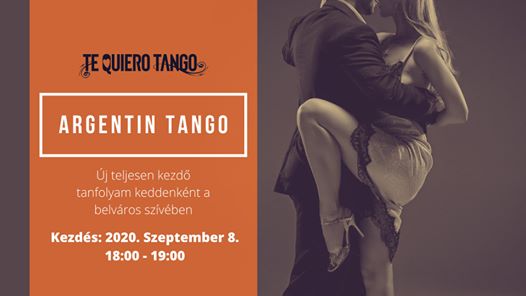 TE QUIERO TANGO
ARGENTIN TANGO
Új teljesen kezdő
tanfolyam keddenként a
belváros szívében
Kezdés: 2020. Szeptember 8.
18:00 - 19:00